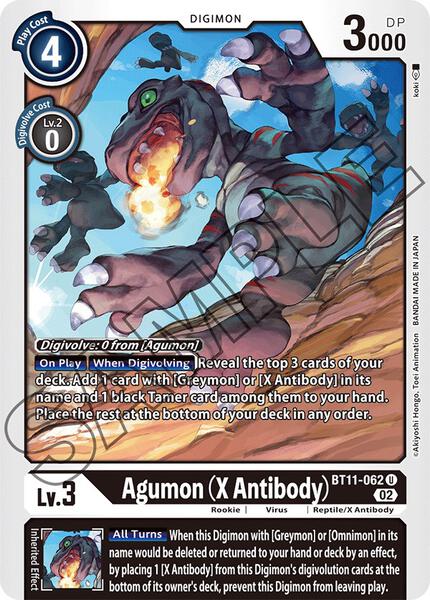 Play Cost
4
DIGIMON
DP
3000
Digivolve Cost
Lv.2
0
koki
©Akiyoshi Hongo, Toei Animation BANDAI MADE IN JAPAN
SAMPLE
Digivolve: 0 from [Agumon]
On Play When Digivolving Reveal the top 3 cards of your
deck. Add 1 card with [Greymon] or [X Antibody] in its
name and 1 black Tamer card among them to your hand.
Place the rest at the bottom of your deck in any order.
Lv.3
Agumon (X Antibody)
BT11-062 U
02
Rookie Virus Reptile/X Antibody
Inherited Effect
All Turns When this Digimon with [Greymon] or [Omnimon] in its
name would be deleted or returned to your hand or deck by an effect,
by placing 1 [X Antibody] from this Digimon's digivolution cards at the
bottom of its owner's deck, prevent this Digimon from leaving play.